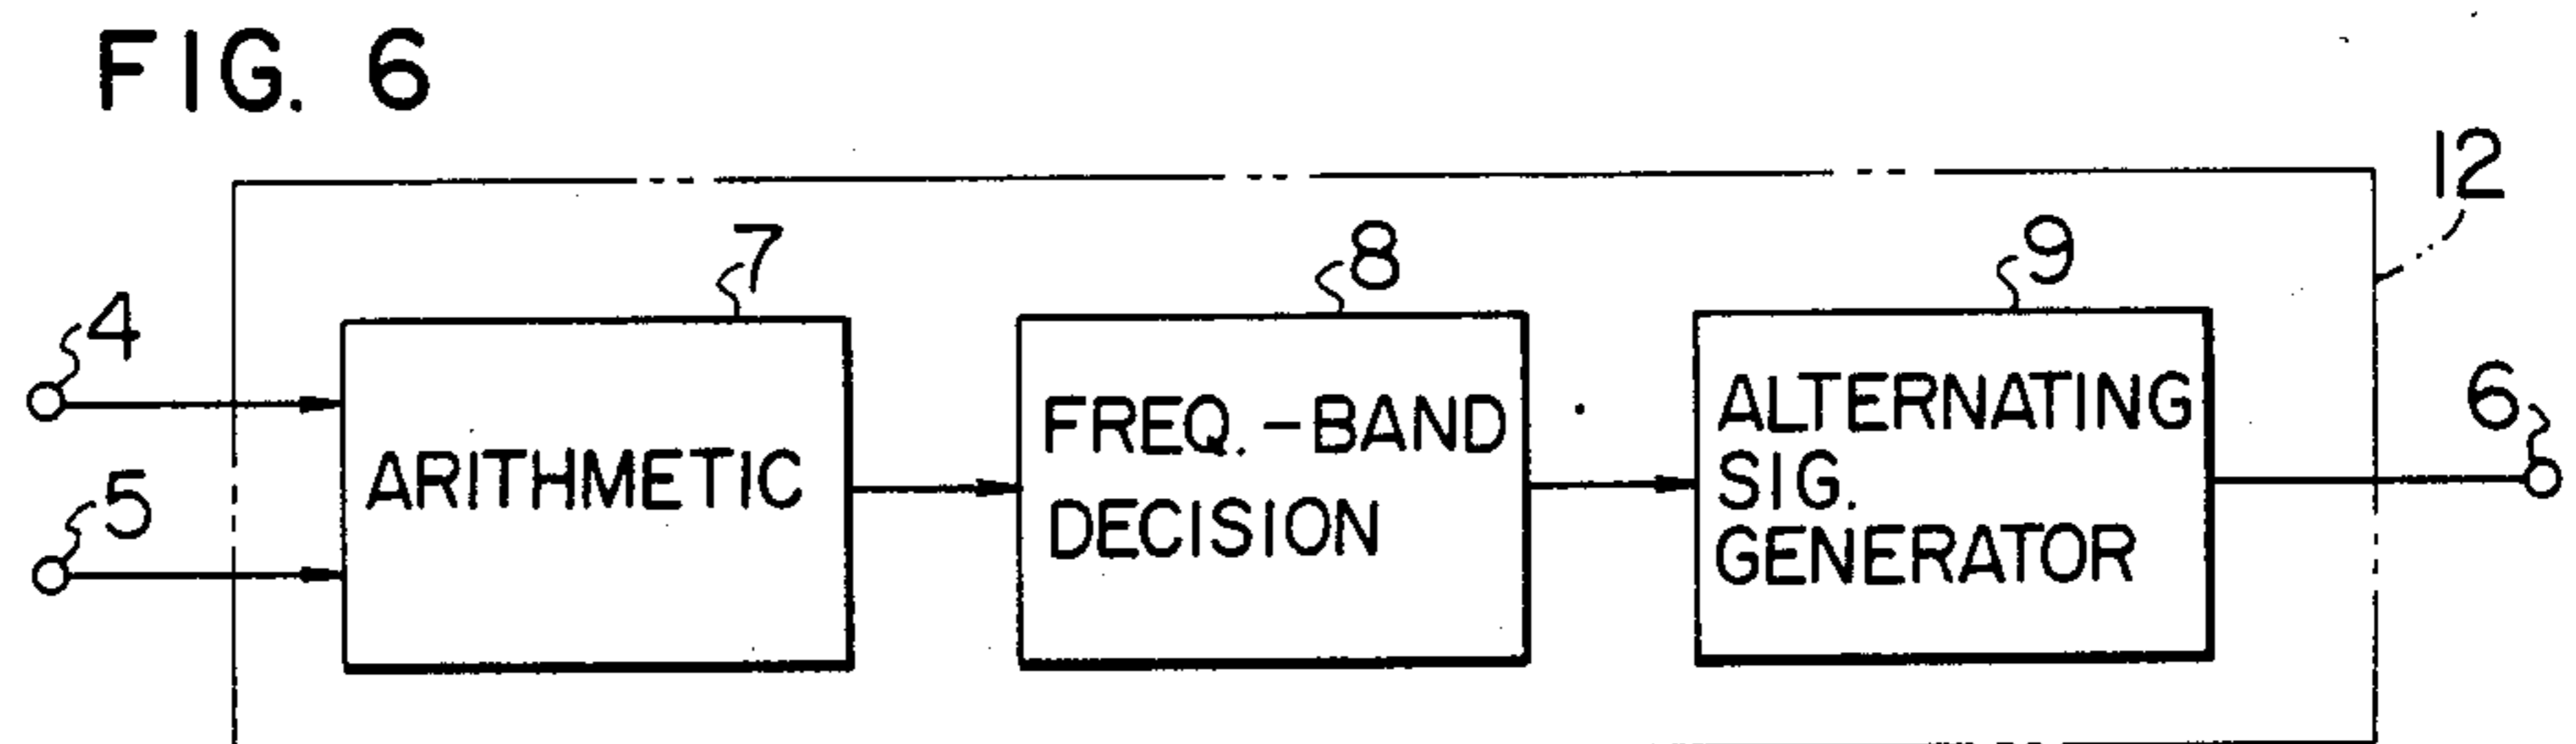 FIG. 6
12
7
8
9
4
5
6
ARITHMETIC
FREQ.-BAND
DECISION
ALTERNATING
SIG.
GENERATOR